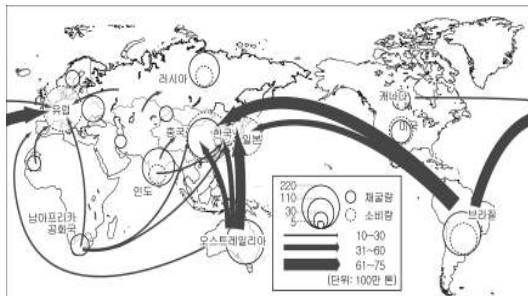 러시아
캐나다
유럽
중국
한국
일본
미국
인도
남아프리카
공화국
오스트레일리아
브라질
220
110
30
5
채굴량
소비량
10-30
31-60
61-75
(단위: 100만 톤)